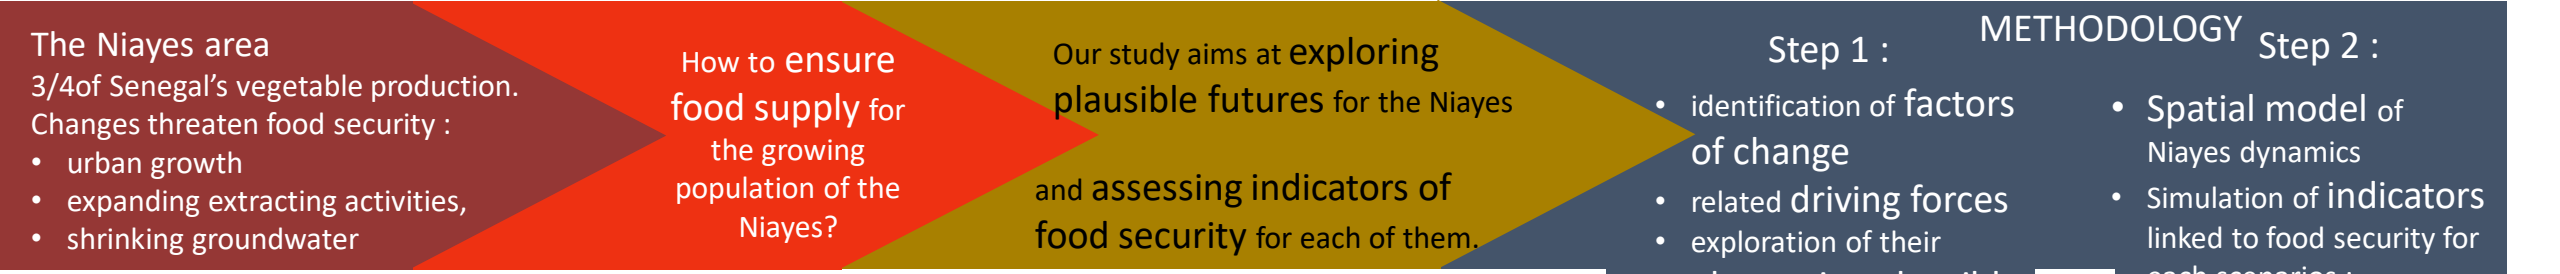 The Niayes area
3/4of Senegal's vegetable production.
Changes threaten food security :
• urban growth
• expanding extracting activities,
• shrinking groundwater
How to ensure
food supply for
the growing
population of the
Niayes?
Our study aims at exploring
plausible futures for the Niayes
and assessing indicators of
food security for each of them.
METHODOLOGY
Step 1 :
• identification of factors
of change
• related driving forces
• exploration of their
Step 2 :
• Spatial model of
Niayes dynamics
• Simulation of indicators
linked to food security for
each scenarios :